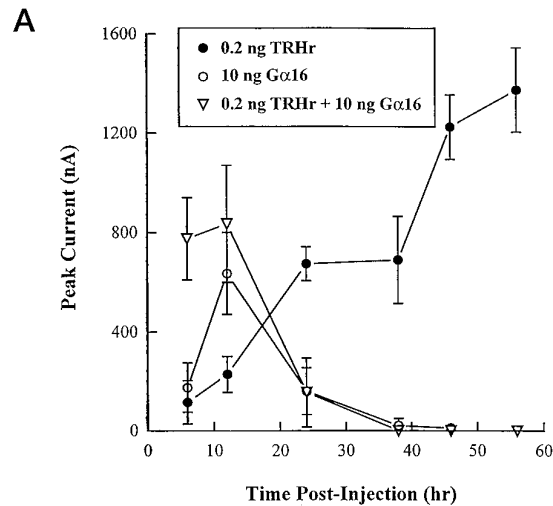 A
0.2 ng TRHr
10 ng Gα16
0.2 ng TRHr + 10 ng Gα16
1600
1200
800
400
0
Peak Current (nA)
0 10 20 30 40 50 60
Time Post-Injection (hr)